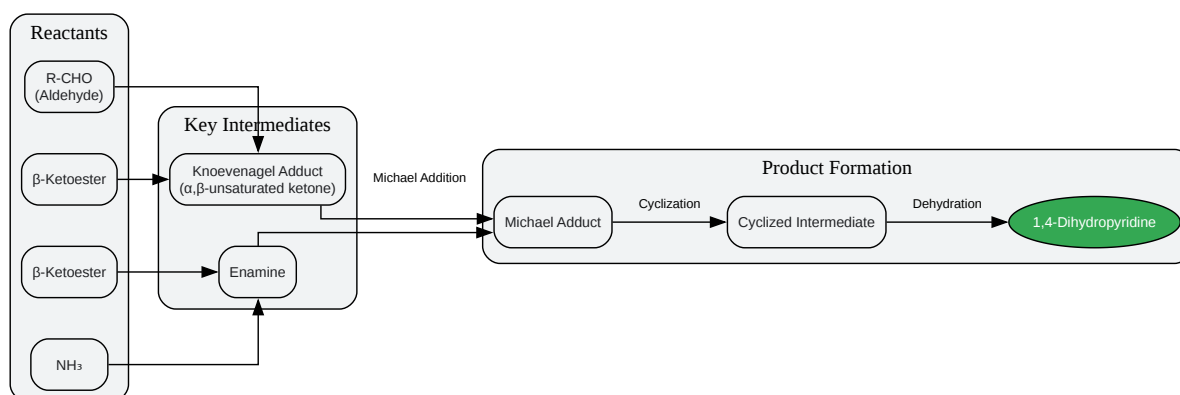 Reactants
R-CHO
(Aldehyde)
β-Ketoester
β-Ketoester
NH₃
Key Intermediates
Knoevenagel Adduct
(α,β-unsaturated ketone)
Enamine
Michael Addition
Product Formation
Michael Adduct
Cyclization
Cyclized Intermediate
Dehydration
1,4-Dihydropyridine